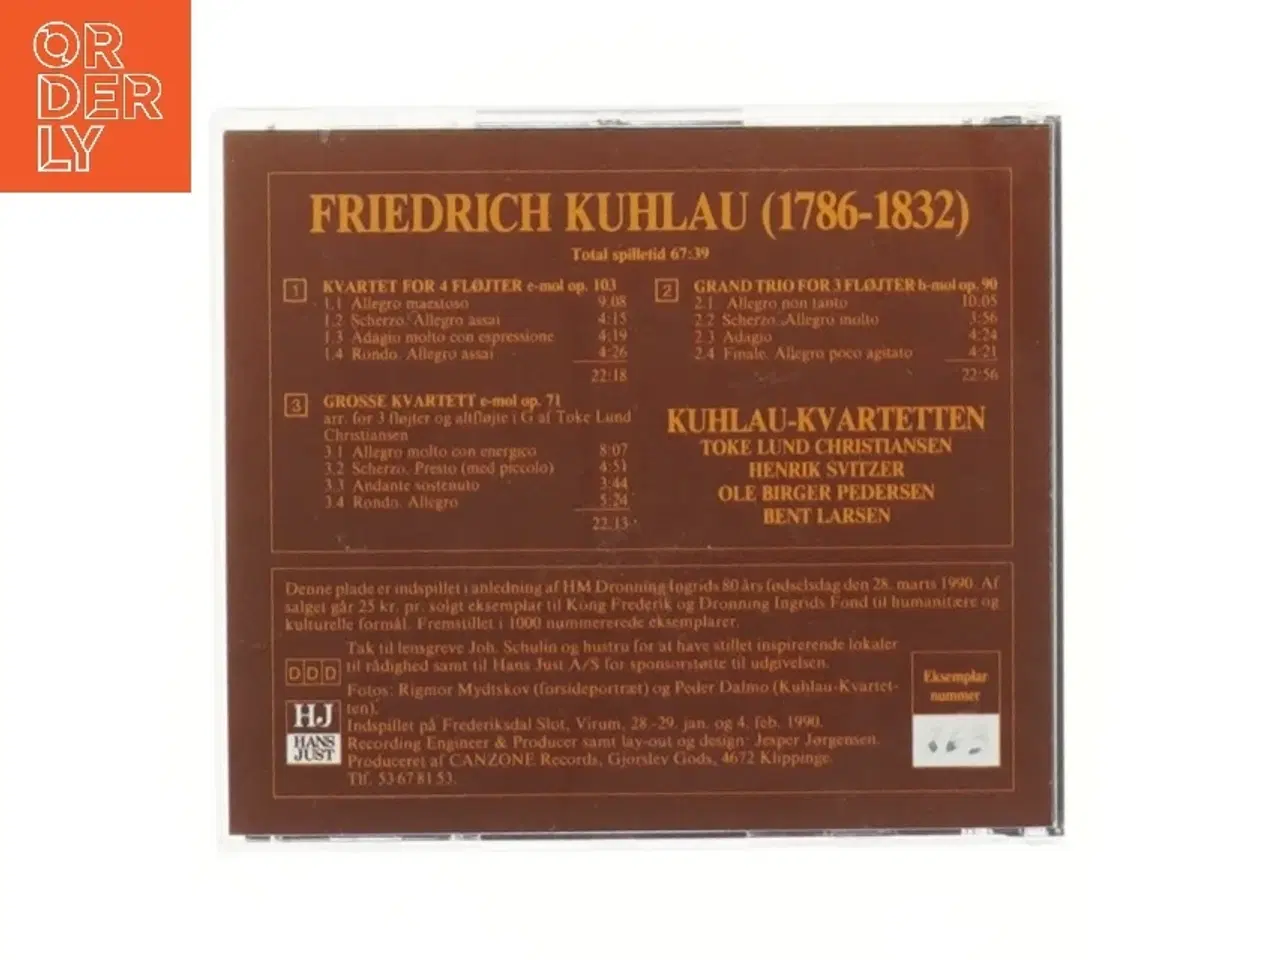 ORDERLY
FRIEDRICH KUHLAU (1786-1832)
Total spilletid 67:39
1 KVARTET FOR 4 FLØJTER e-mol op. 103
1.1 Allegro maestoso 9:08
1.2 Scherzo. Allegro assai 4:15
1.3 Adagio molto con espressione 4:19
1.4 Rondo. Allegro assai 4:26
22:18
2 GRAND TRIO FOR 3 FLØJTER h-mol op. 90
2.1 Allegro non tanto 10.05
2.2 Scherzo. Allegro molto 3:56
2.3 Adagio 4:24
2.4 Finale. Allegro poco agitato 4:21
22:56
3 GROSSE KVARTETT e-mol op. 71
arr. for 3 fløjter og altfløjte i G af Toke Lund
Christiansen
3.1 Allegro molto con energico 8:07
3.2 Scherzo. Presto (med piccolo) 4:51
3.3 Andante sostenuto 3:44
3.4 Rondo. Allegro 5:24
22.13
KUHLAU-KVARTETTEN
TOKE LUND CHRISTIANSEN
HENRIK SVITZER
OLE BIRGER PEDERSEN
BENT LARSEN
Denne plade er indspillet i anledning af HM Dronning Ingrids 80 års fødselsdag den 28. marts 1990. Af
salget går 25 kr. pr. solgt eksemplar til Kong Frederik og Dronning Ingrids Fond til humanitære og
kulturelle formål. Fremstillet i 1000 nummererede eksemplarer.
Tak til lensgreve Joh. Schulin og hustru for at have stillet inspirerende lokaler
til rådighed samt til Hans Just A/S for sponsorstøtte til udgivelsen.
DDD
Fotos: Rigmor Mydtskov (forsideportræt) og Peder Dalmo (Kuhlau-Kvartet-
ten).
Indspillet på Frederiksdal Slot, Virum, 28.-29. jan. og 4. feb. 1990.
Recording Engineer & Producer samt lay-out og design: Jesper Jørgensen.
Produceret af CANZONE Records, Gjorslev Gods, 4672 Klippinge.
Tlf. 53 67 81 53.
HJ
HANS
JUST
Eksemplar
nummer